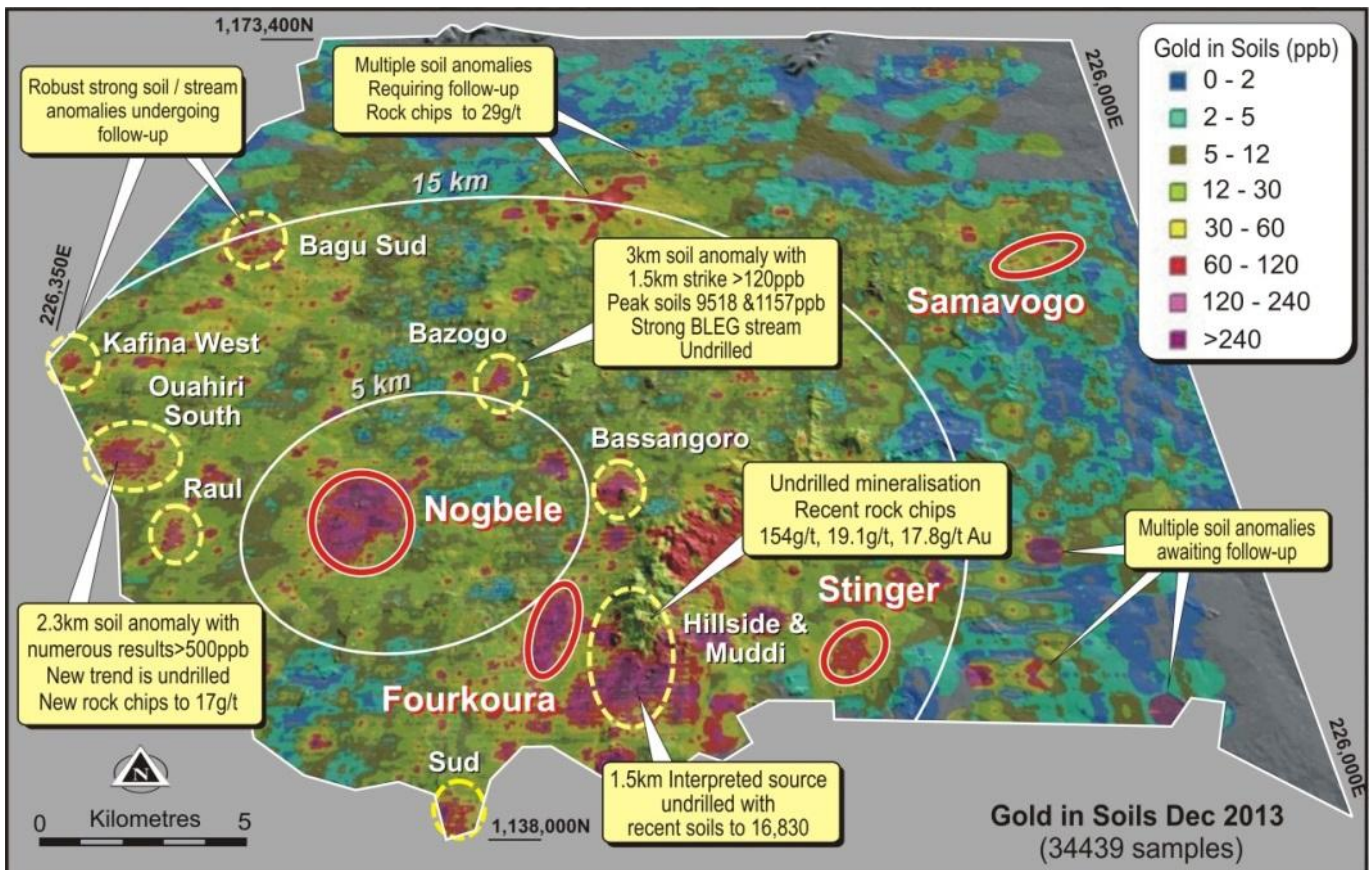 1,173,400N
Robust strong soil / stream
anomalies undergoing
follow-up
Multiple soil anomalies
Requiring follow-up
Rock chips to 29g/t
226,000E
Gold in Soils (ppb)
0 - 2
2 - 5
5 - 12
12 - 30
30 - 60
60 - 120
120 - 240
>240
15 km
Bagu Sud
226,350E
Kafina West
Ouahiri
South
Raul
Bazogo
5 km
3km soil anomaly with
1.5km strike >120ppb
Peak soils 9518 &1157ppb
Strong BLEG stream
Undrilled
Samavogo
Bassangoro
Nogbele
Undrilled mineralisation
Recent rock chips
154g/t, 19.1g/t, 17.8g/t Au
Multiple soil anomalies
awaiting follow-up
Stinger
Hillside &
Muddi
Fourkoura
2.3km soil anomaly with
numerous results>500ppb
New trend is undrilled
New rock chips to 17g/t
Sud
1.5km Interpreted source
undrilled with
recent soils to 16,830
226,000E
N
Kilometres
0 5
1,138,000N
Gold in Soils Dec 2013
(34439 samples)